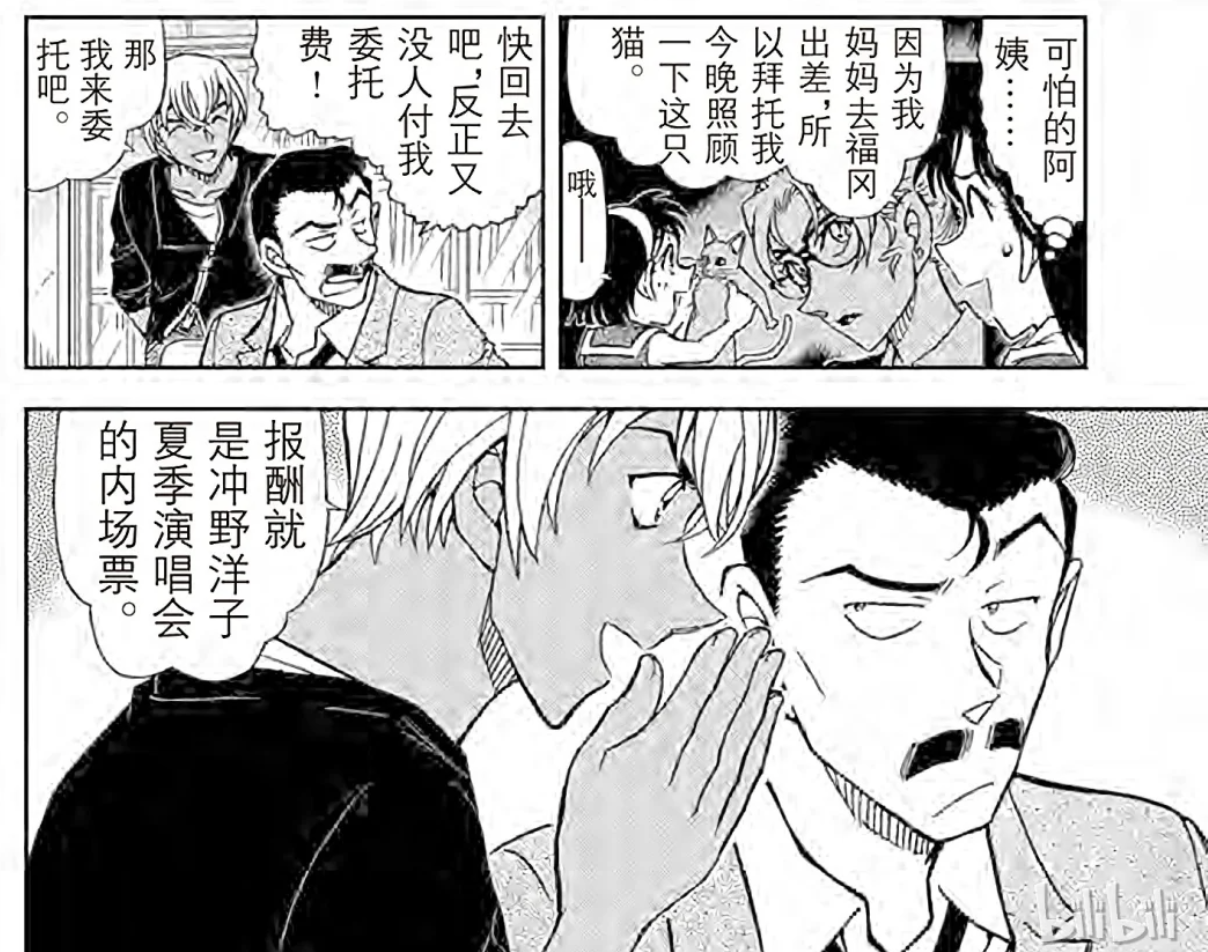 可怕的阿
姨……
因为我
妈妈去福冈
出差，所
以拜托我
今晚照顾
一下这只
猫。
哦——
快回去
吧，反正又
没人付我
委托
费！
那
我来委
托吧。
报酬就
是冲野洋子
夏季演唱会
的内场票。
bilibili